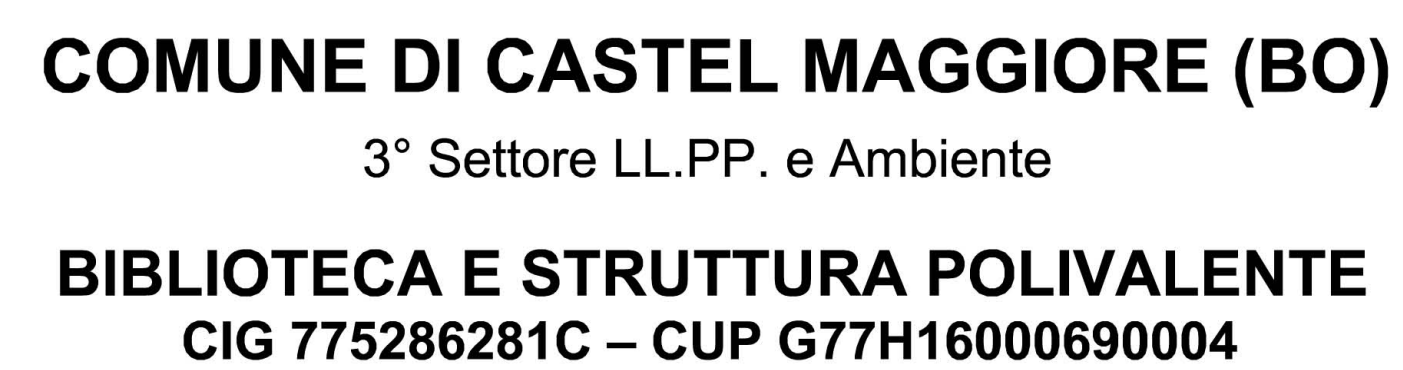 COMUNE DI CASTEL MAGGIORE (BO)
3° Settore LL.PP. e Ambiente
BIBLIOTECA E STRUTTURA POLIVALENTE
CIG 775286281C – CUP G77H16000690004